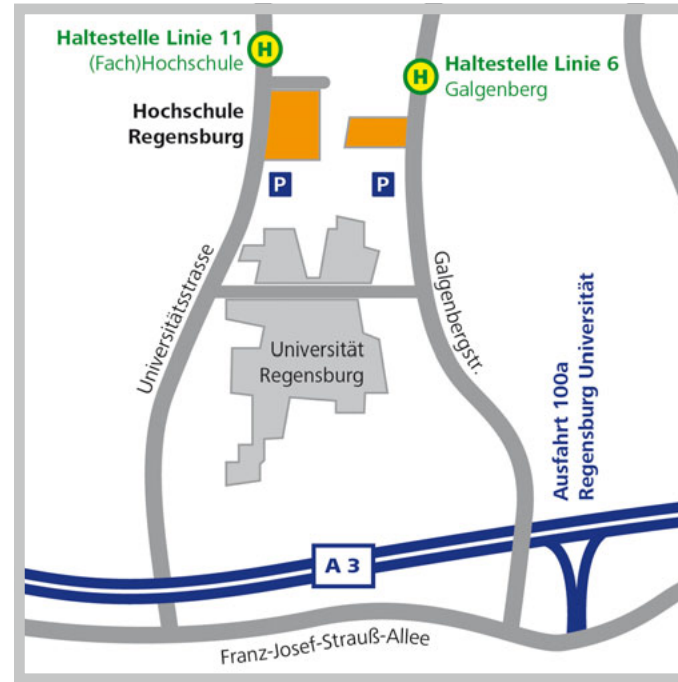 Haltestelle Linie 11
(Fach)Hochschule
H
H
Haltestelle Linie 6
Galgenberg
Hochschule
Regensburg
P
P
Universitätsstrasse
Galgenbergstr.
Universität
Regensburg
Ausfahrt 100a
Regensburg Universität
A 3
Franz-Josef-Strauß-Allee